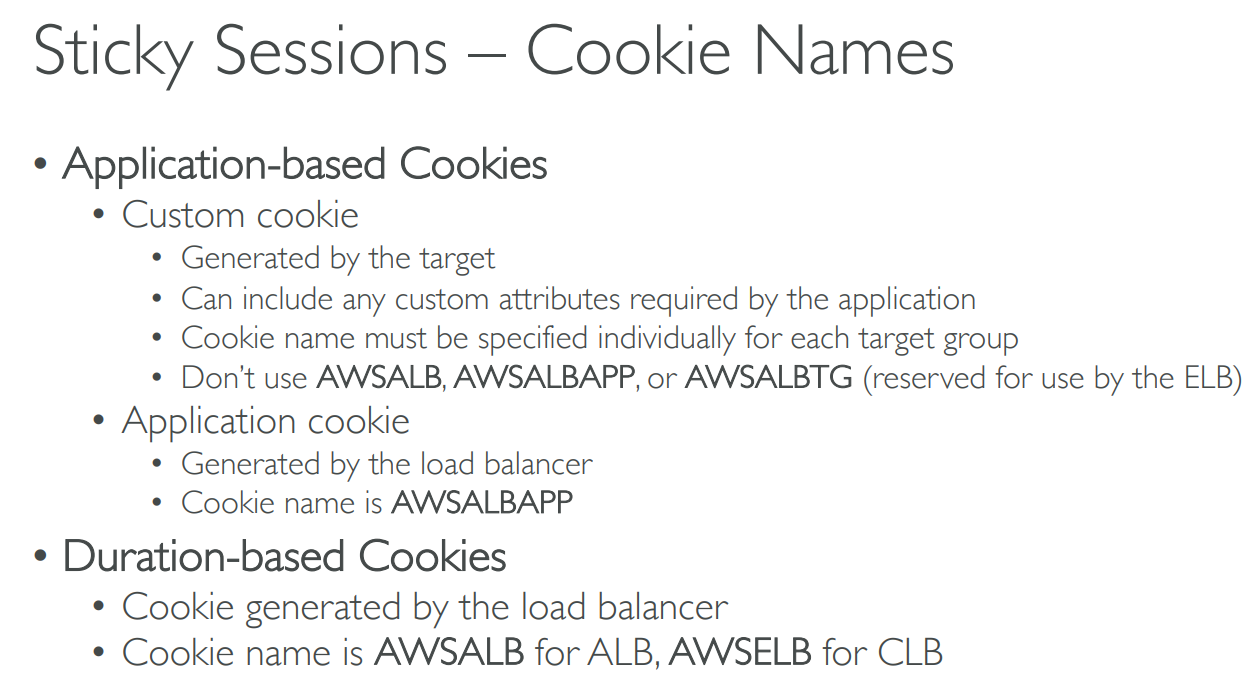 Sticky Sessions – Cookie Names
• Application-based Cookies
• Custom cookie
• Generated by the target
• Can include any custom attributes required by the application
• Cookie name must be specified individually for each target group
• Don’t use AWSALB, AWSALBAPP, or AWSALBTG (reserved for use by the ELB)
• Application cookie
• Generated by the load balancer
• Cookie name is AWSALBAPP
• Duration-based Cookies
• Cookie generated by the load balancer
• Cookie name is AWSALB for ALB, AWSELB for CLB